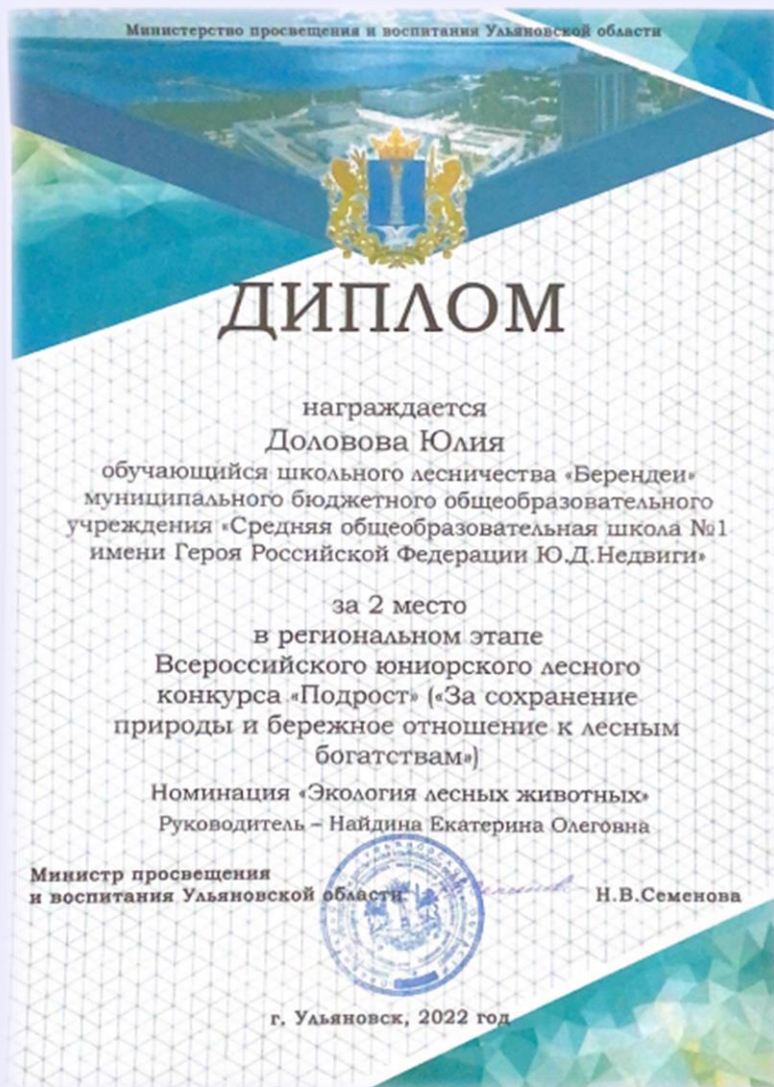 Министерство просвещения и воспитания Ульяновской области
ДИПЛОМ
награждается
Доловова Юлия
обучающийся школьного лесничества «Берендеи»
муниципального бюджетного общеобразовательного
учреждения «Средняя общеобразовательная школа №1
имени Героя Российской Федерации Ю.Д.Недвиги»
за 2 место
в региональном этапе
Всероссийского юниорского лесного
конкурса «Подрост» («За сохранение
природы и бережное отношение к лесным
богатствам»)
Номинация «Экология лесных животных»
Руководитель – Найдина Екатерина Олеговна
Министр просвещения
и воспитания Ульяновской области
Н.В.Семенова
г. Ульяновск, 2022 год